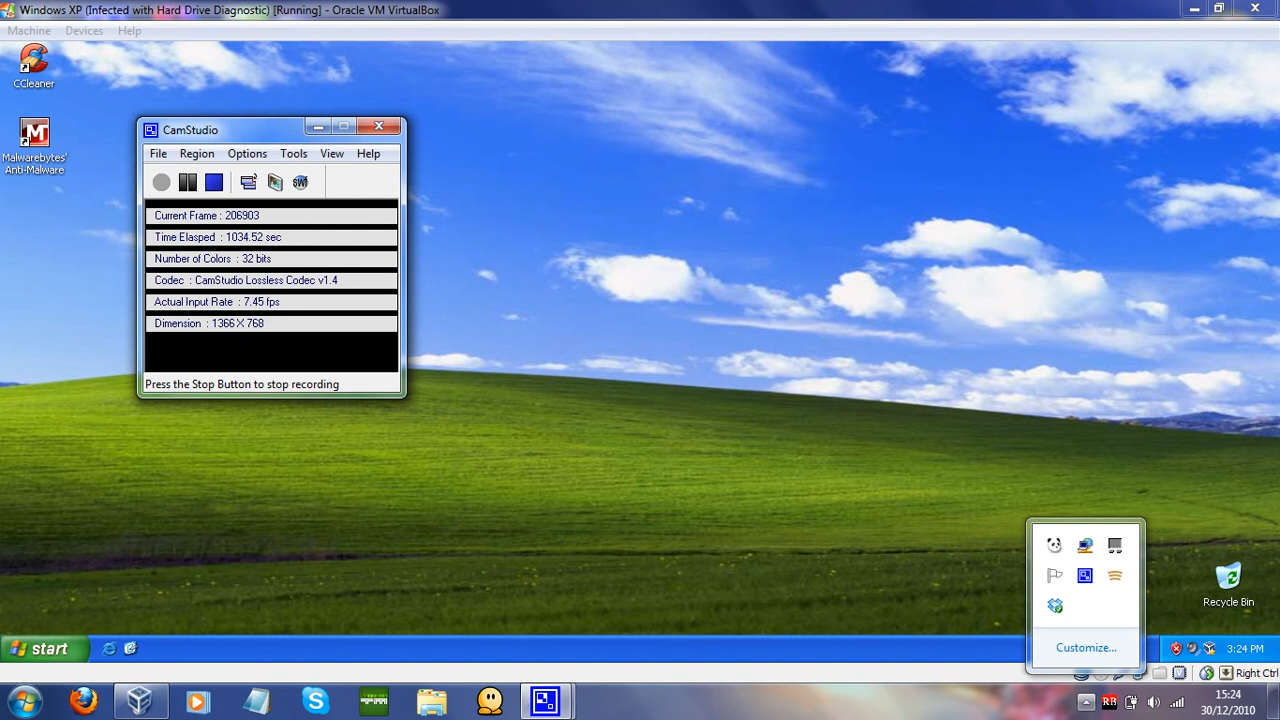 Windows XP (Infected with Hard Drive Diagnostic) [Running] - Oracle VM VirtualBox
Machine Devices Help
CCleaner
Malwarebytes'
Anti-Malware
CamStudio
File Region Options Tools View Help
Current Frame : 206903
Time Elasped : 1034.52 sec
Number of Colors : 32 bits
Codec : CamStudio Lossless Codec v1.4
Actual Input Rate : 7.45 fps
Dimension : 1366 X 768
Press the Stop Button to stop recording
Recycle Bin
Customize...
start
3:24 PM
Right Ctrl
RB
15:24
30/12/2010